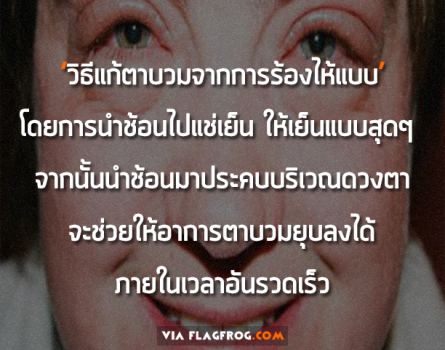 'วิธีแก้ตาบวมจากการร้องไห้แบบ'
โดยการนำช้อนไปแช่เย็น ให้เย็นแบบสุดๆ
จากนั้นนำช้อนมาประคบบริเวณดวงตา
จะช่วยให้อาการตาบวมยุบลงได้
ภายในเวลาอันรวดเร็ว
VIA FLAGFROG.COM